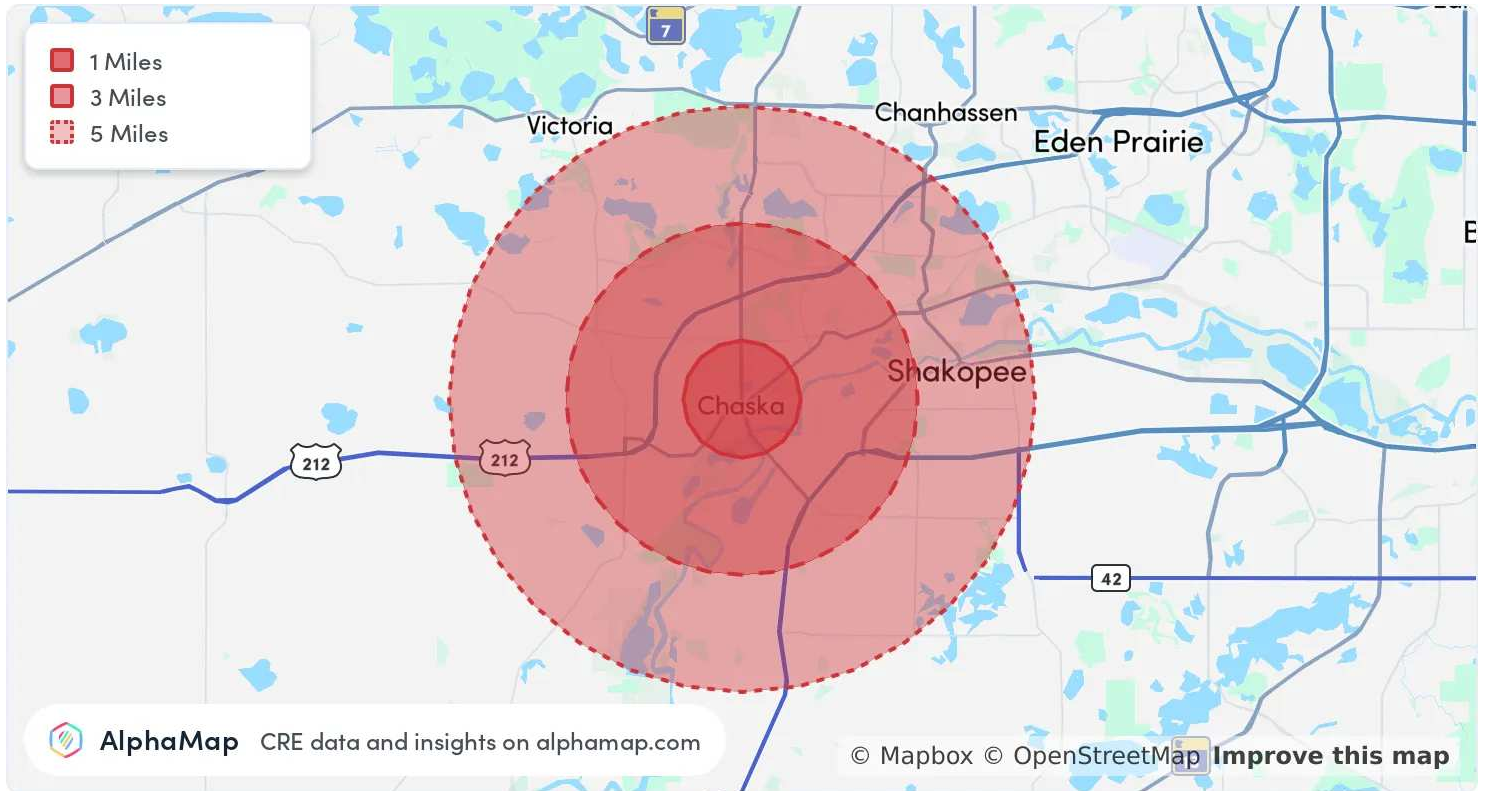 7
1 Miles
3 Miles
5 Miles
Victoria
Chanhassen
Eden Prairie
B
Shakopee
Chaska
212
212
42
AlphaMap CRE data and insights on alphamap.com
© Mapbox © OpenStreetMap Improve this map